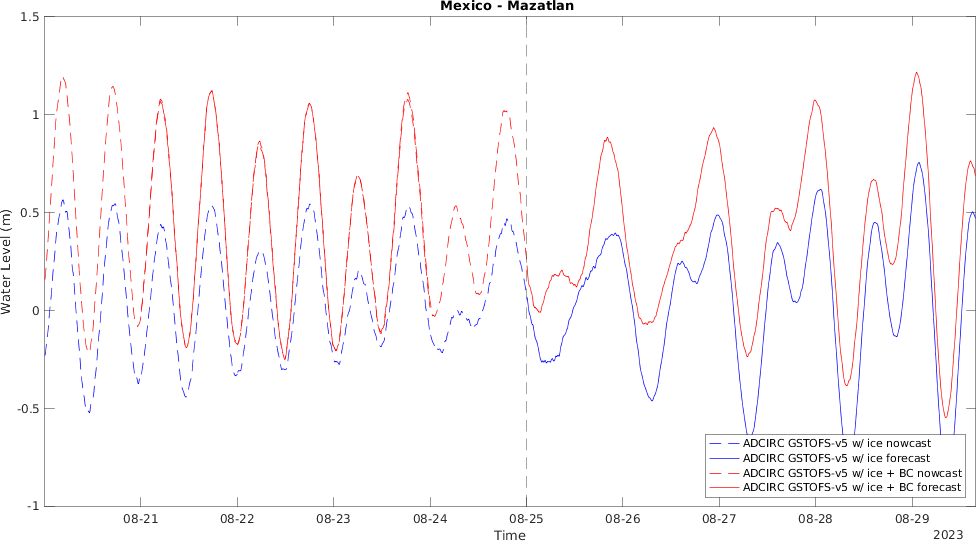 Mexico - Mazatlan
1.5
1
0.5
0
-0.5
-1
Water Level (m)
ADCIRC GSTOFS-v5 w/ ice nowcast
ADCIRC GSTOFS-v5 w/ ice forecast
ADCIRC GSTOFS-v5 w/ ice + BC nowcast
ADCIRC GSTOFS-v5 w/ ice + BC forecast
08-21 08-22 08-23 08-24 08-25 08-26 08-27 08-28 08-29
Time
2023